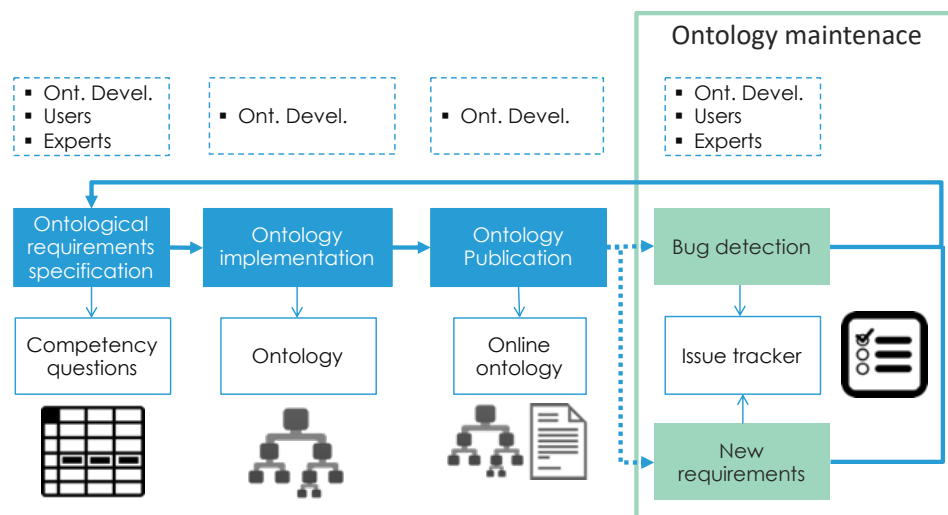 Ontology maintenace
▪ Ont. Devel.
▪ Users
▪ Experts
▪ Ont. Devel.
▪ Ont. Devel.
▪ Ont. Devel.
▪ Users
▪ Experts
Ontological
requirements
specification
Ontology
implementation
Ontology
Publication
Bug detection
Competency
questions
Ontology
Online
ontology
Issue tracker
New
requirements